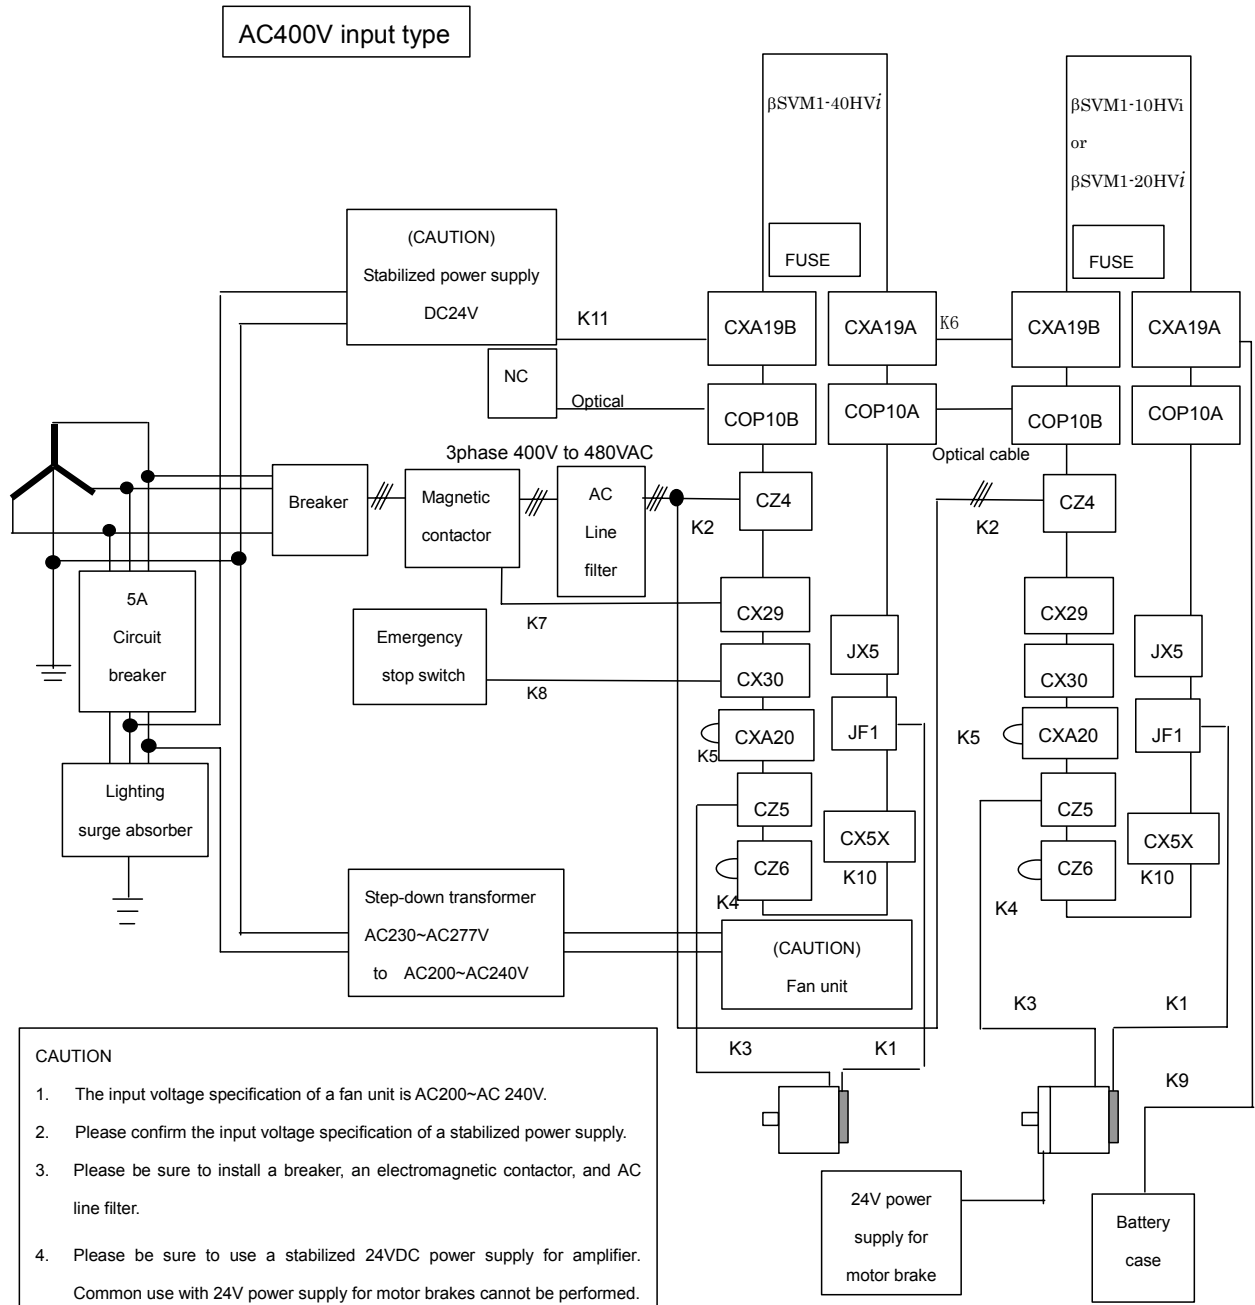 AC400V input type
βSVM1-40HVi
βSVM1-10HVi
or
βSVM1-20HVi
FUSE
FUSE
(CAUTION)
Stabilized power supply
DC24V
K11
CXA19B
CXA19A
K6
CXA19B
CXA19A
NC
Optical
COP10B
COP10A
COP10B
COP10A
Optical cable
3phase 400V to 480VAC
Breaker
Magnetic
contactor
AC
Line
filter
K2
CZ4
K2
CZ4
5A
Circuit
breaker
K7
CX29
CX29
Emergency
stop switch
K8
CX30
JX5
CX30
JX5
K5
CXA20
JF1
K5
CXA20
JF1
Lighting
surge absorber
CZ5
CX5X
CZ5
CX5X
K4
CZ6
K10
K4
CZ6
K10
Step-down transformer
AC230~AC277V
to AC200~AC240V
(CAUTION)
Fan unit
K3
K1
K3
K1
K9
24V power
supply for
motor brake
Battery
case
CAUTION
1. The input voltage specification of a fan unit is AC200~AC 240V.
2. Please confirm the input voltage specification of a stabilized power supply.
3. Please be sure to install a breaker, an electromagnetic contactor, and AC
line filter.
4. Please be sure to use a stabilized 24VDC power supply for amplifier.
Common use with 24V power supply for motor brakes cannot be performed.